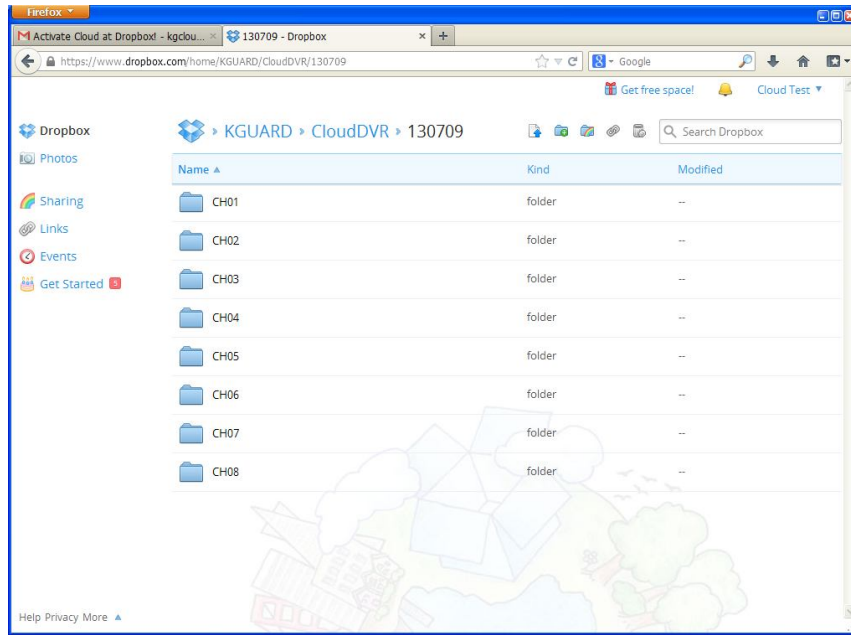 Firefox
Activate Cloud at Dropbox! - kgclou... × 130709 - Dropbox × +
https://www.dropbox.com/home/KGUARD/CloudDVR/130709 8 Google
Get free space! Cloud Test
Dropbox
KGUARD CloudDVR 130709 Search Dropbox
Photos
Name Kind Modified
Sharing
Links
Events
Get Started 5
CH01 folder --
CH02 folder --
CH03 folder --
CH04 folder --
CH05 folder --
CH06 folder --
CH07 folder --
CH08 folder --
Help Privacy More